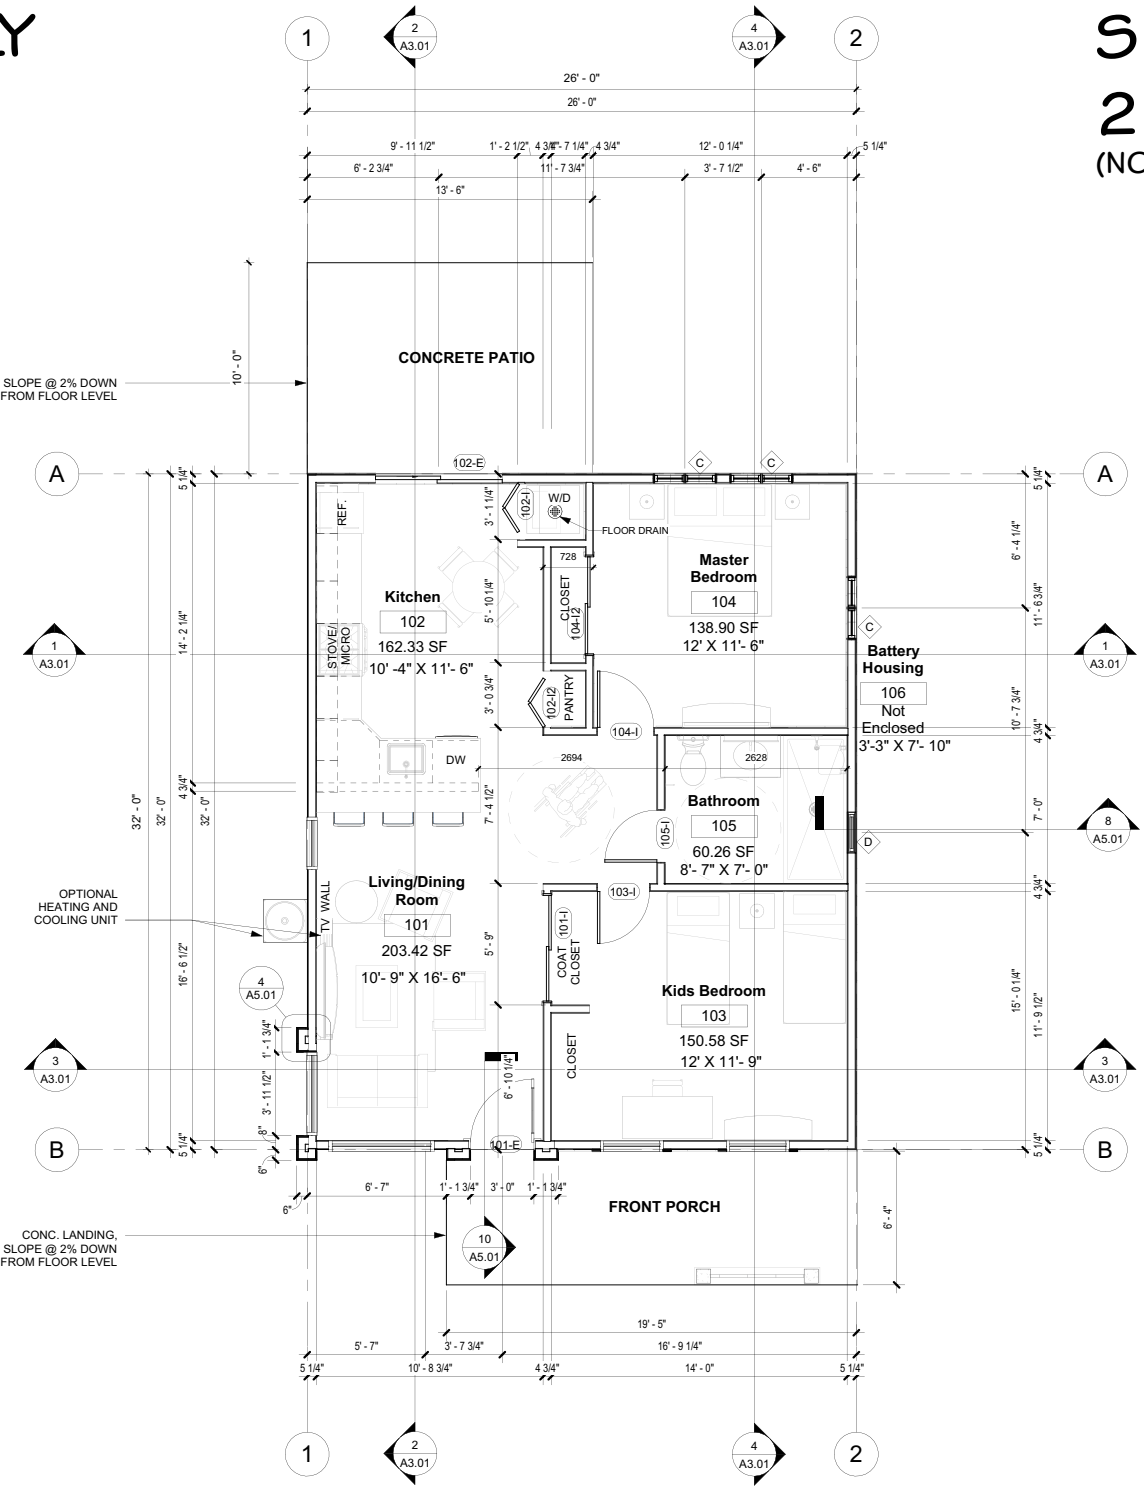 Y
S
2
(NO
1
2
A3.01
4
A3.01
2
26' - 0"
26' - 0"
9' - 11 1/2"
1' - 2 1/2"
4 3/4"
4 3/4"
12' - 0 1/4"
5 1/4"
6' - 2 3/4"
11' - 7 3/4"
3' - 7 1/2"
4' - 6"
13' - 6"
10' - 0"
CONCRETE PATIO
SLOPE @ 2% DOWN
FROM FLOOR LEVEL
A
A
102-E
C
C
5 1/4"
5 1/4"
5 1/4"
REF.
3' - 1 1/4"
102-I
W/D
FLOOR DRAIN
6' - 4 1/4"
728
Master
Bedroom
104
138.90 SF
12' X 11'- 6"
CLOSET
104-I2
5' - 10 1/4"
Kitchen
102
162.33 SF
10' -4" X 11'- 6"
STOVE/
MICRO
14' - 2 1/4"
11' - 6 3/4"
C
1
A3.01
1
A3.01
Battery
Housing
106
Not
Enclosed
3'-3" X 7'- 10"
3' - 0 3/4"
102-I2
PANTRY
104-I
10' - 7 3/4"
4 3/4"
DW
2694
2628
4 3/4"
32' - 0"
32' - 0"
32' - 0"
7' - 4 1/2"
Bathroom
105
60.26 SF
8'- 7" X 7'- 0"
105-I
7' - 0"
8
A5.01
D
Living/Dining
Room
101
203.42 SF
10'- 9" X 16'- 6"
TV WALL
OPTIONAL
HEATING AND
COOLING UNIT
103-I
4 3/4"
101-I
COAT
CLOSET
5' - 9"
16' - 6 1/2"
4
A5.01
Kids Bedroom
103
150.58 SF
12' X 11'- 9"
15' - 0 1/4"
11' - 9 1/2"
1' - 1 3/4"
CLOSET
3
A3.01
3
A3.01
6' - 10 1/4"
3' - 11 1/2"
8"
5 1/4"
6"
B
B
101-E
5 1/4"
5 1/4"
6"
6' - 7"
1' - 1 3/4"
3' - 0"
1' - 1 3/4"
FRONT PORCH
6' - 4"
CONC. LANDING,
SLOPE @ 2% DOWN
FROM FLOOR LEVEL
10
A5.01
19' - 5"
5' - 7"
3' - 7 3/4"
16' - 9 1/4"
5 1/4"
10' - 8 3/4"
4 3/4"
14' - 0"
5 1/4"
1
2
A3.01
4
A3.01
2